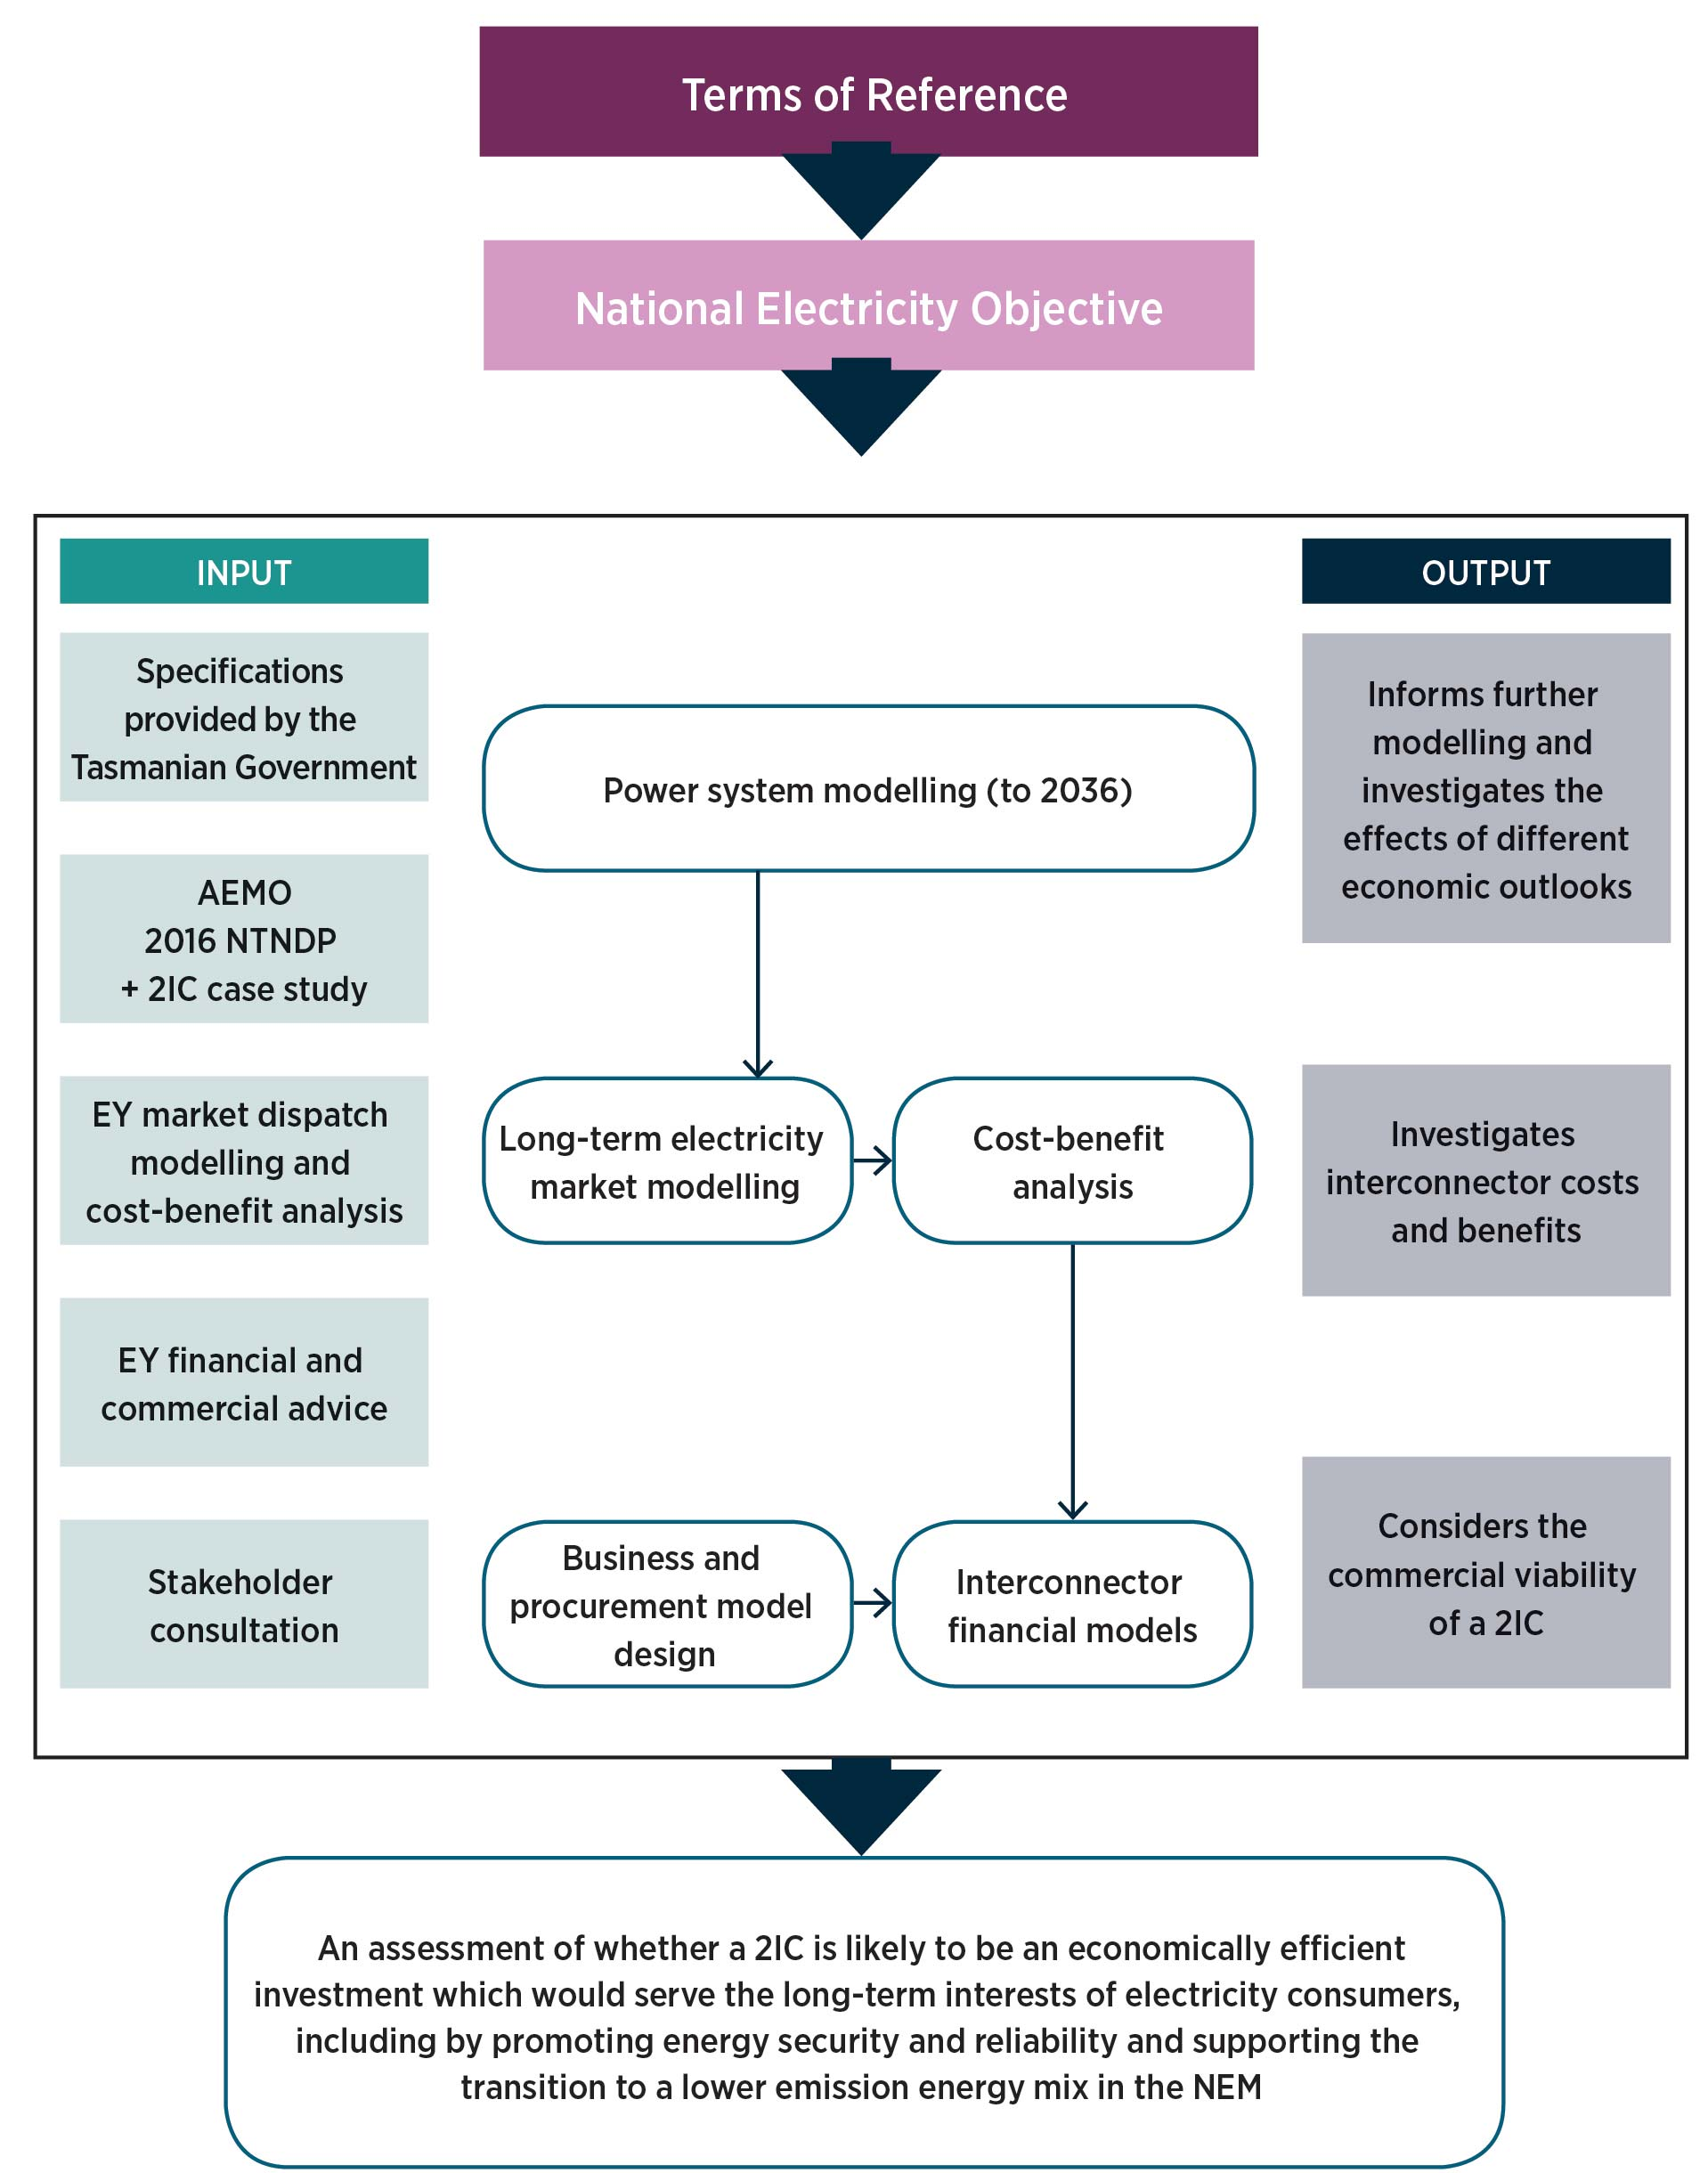 Terms of Reference
National Electricity Objective
INPUT
Specifications
provided by the
Tasmanian Government
AEMO
2016 NTNDP
+ 2IC case study
EY market dispatch
modelling and
cost-benefit analysis
EY financial and
commercial advice
Stakeholder
consultation
Power system modelling (to 2036)
Long-term electricity
market modelling
Cost-benefit
analysis
Business and
procurement model
design
Interconnector
financial models
OUTPUT
Informs further
modelling and
investigates the
effects of different
economic outlooks
Investigates
interconnector costs
and benefits
Considers the
commercial viability
of a 2IC
An assessment of whether a 2IC is likely to be an economically efficient
investment which would serve the long-term interests of electricity consumers,
including by promoting energy security and reliability and supporting the
transition to a lower emission energy mix in the NEM